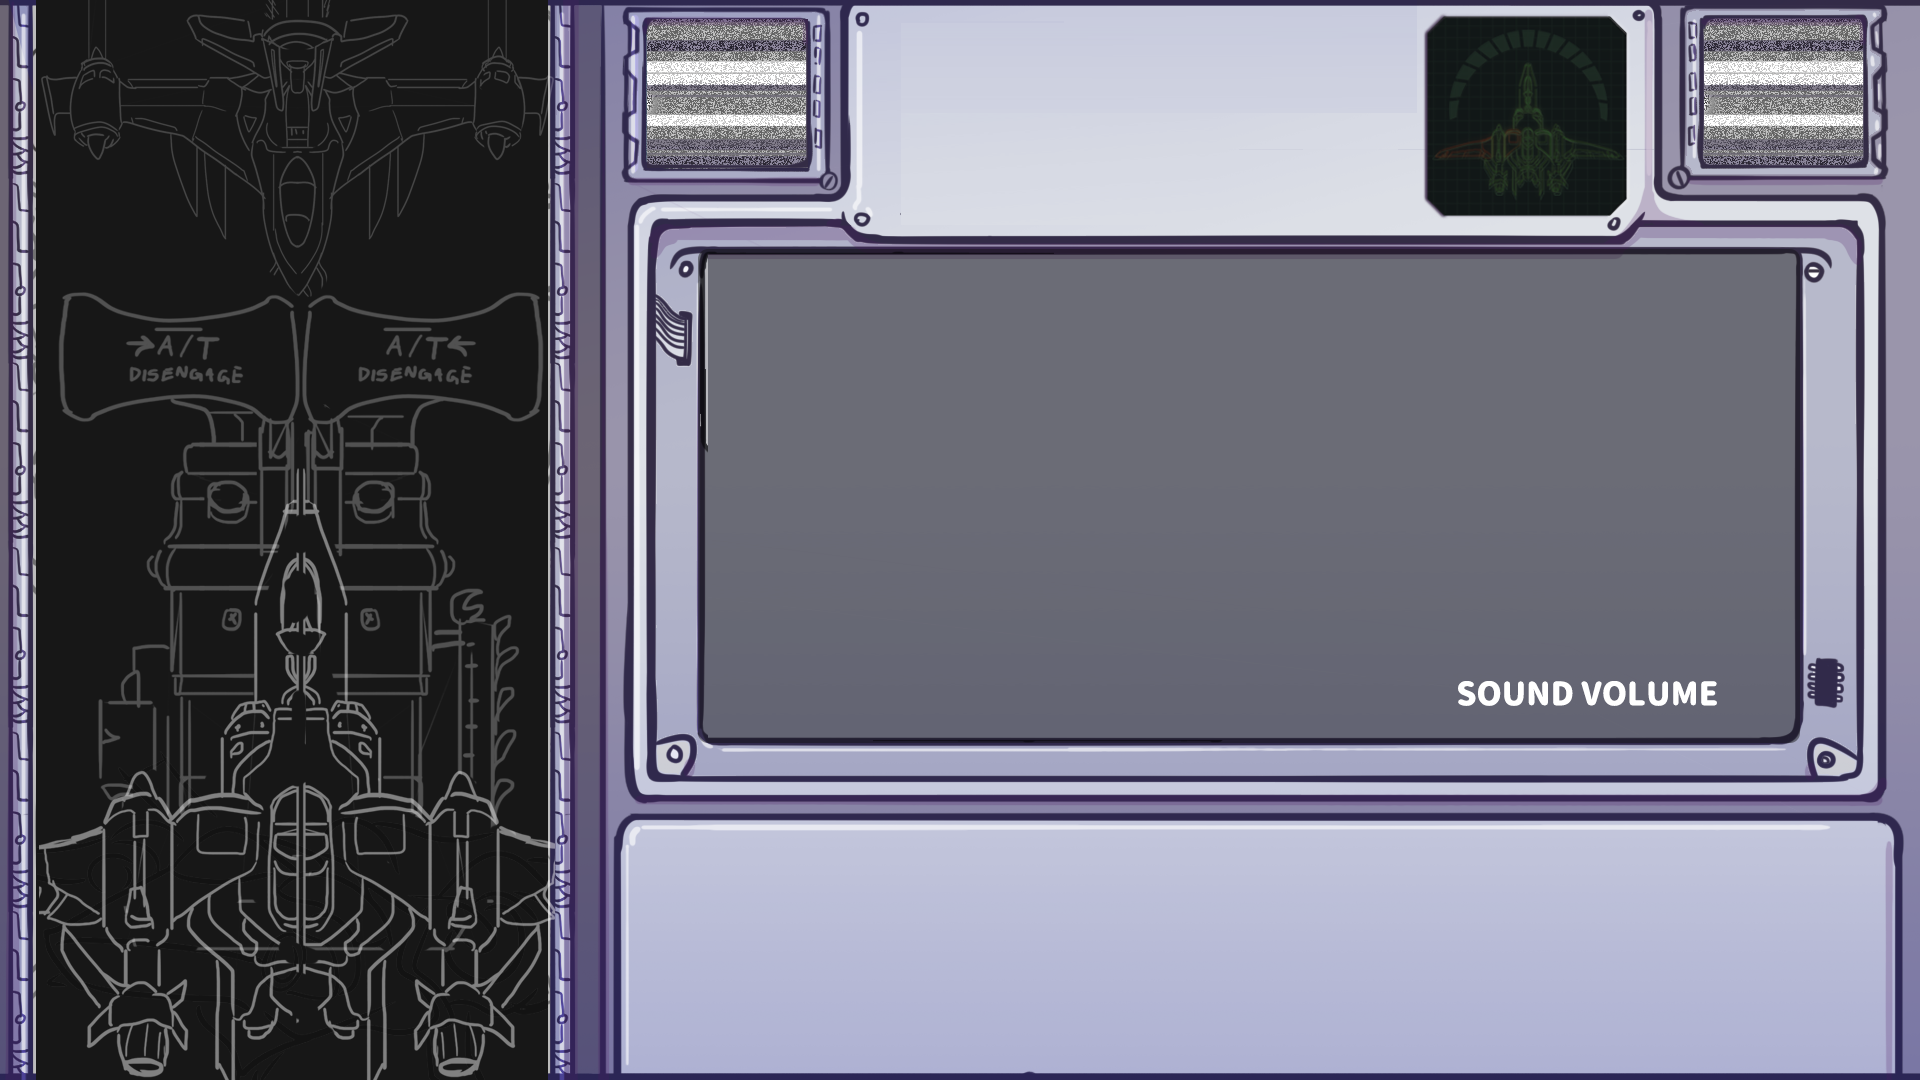 →A/T
DISENGAGE
A/T←
DISENGAGE
SOUND VOLUME